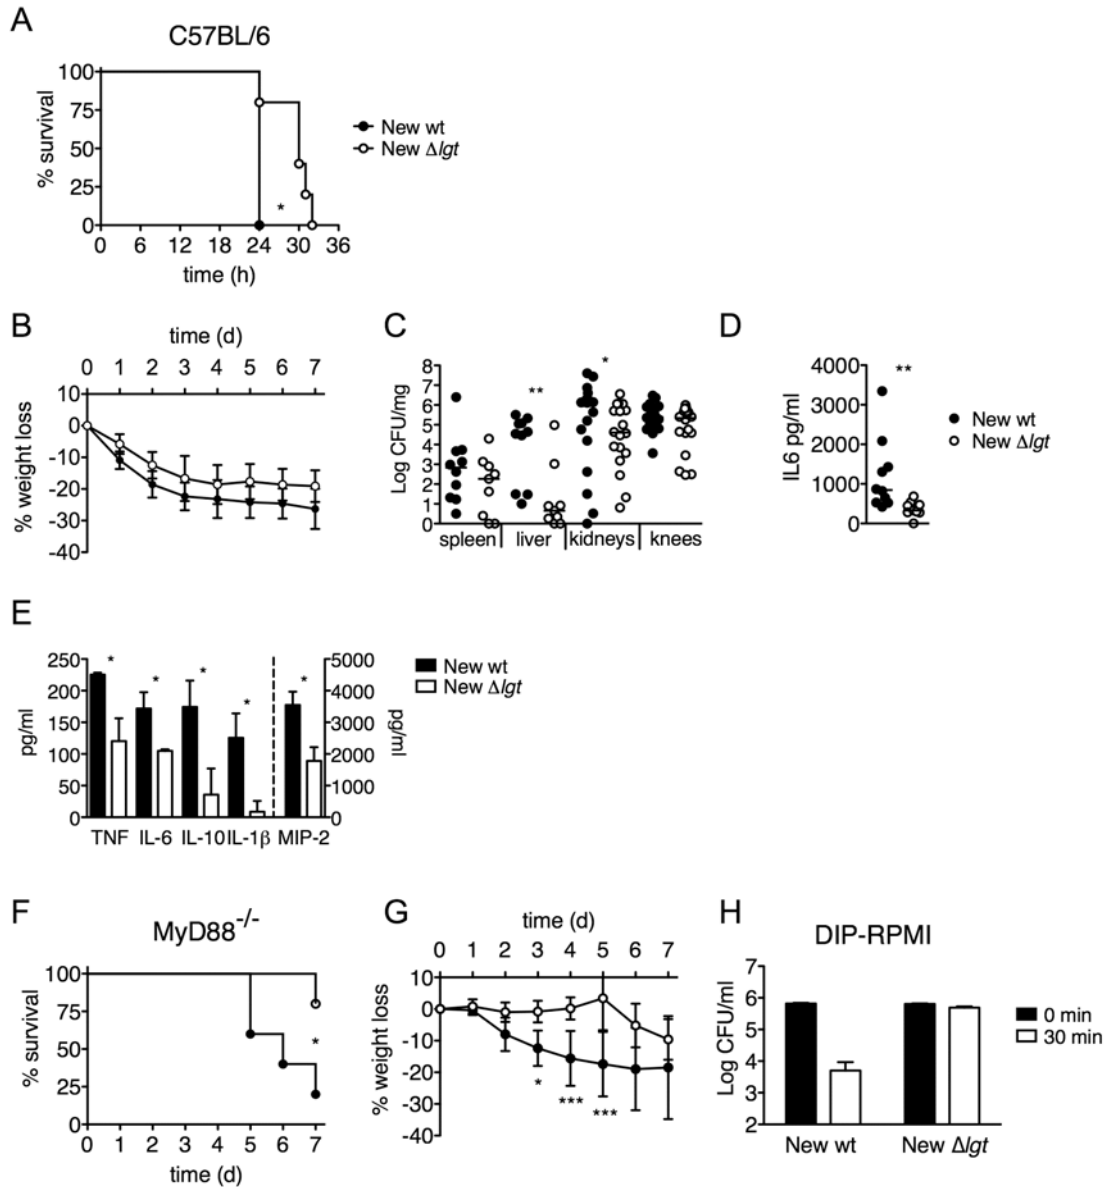 A
C57BL/6
% survival
100
75
50
25
0
0 6 12 18 24 30 36
time (h)
*
New wt
New Δlgt
B
time (d)
0 1 2 3 4 5 6 7
% weight loss
10
0
-10
-20
-30
-40
C
Log CFU/mg
8
7
6
5
4
3
2
1
0
** *
spleen liver kidneys knees
D
IL6 pg/ml
4000
3000
2000
1000
0
**
New wt
New Δlgt
E
pg/ml
250
200
150
100
50
0
* * * * *
TNF IL-6 IL-10 IL-1β MIP-2
5000
4000
3000
2000
1000
0
pg/ml
New wt
New Δlgt
F
MyD88-/-
% survival
100
75
50
25
0
*
0 1 2 3 4 5 6 7
time (d)
G
time (d)
0 1 2 3 4 5 6 7
% weight loss
10
0
-10
-20
-30
-40
* *** ***
H
DIP-RPMI
Log CFU/ml
7
6
5
4
3
2
New wt New Δlgt
0 min
30 min